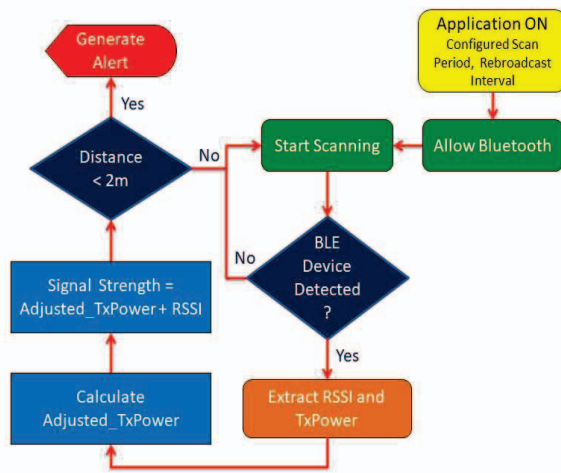 Application ON
Configured Scan
Period, Rebroadcast
Interval
Allow Bluetooth
Start Scanning
BLE
Device
Detected
?
No
Yes
Extract RSSI and
TxPower
Calculate
Adjusted_TxPower
Signal Strength =
Adjusted_TxPower + RSSI
Distance
< 2m
No
Yes
Generate
Alert